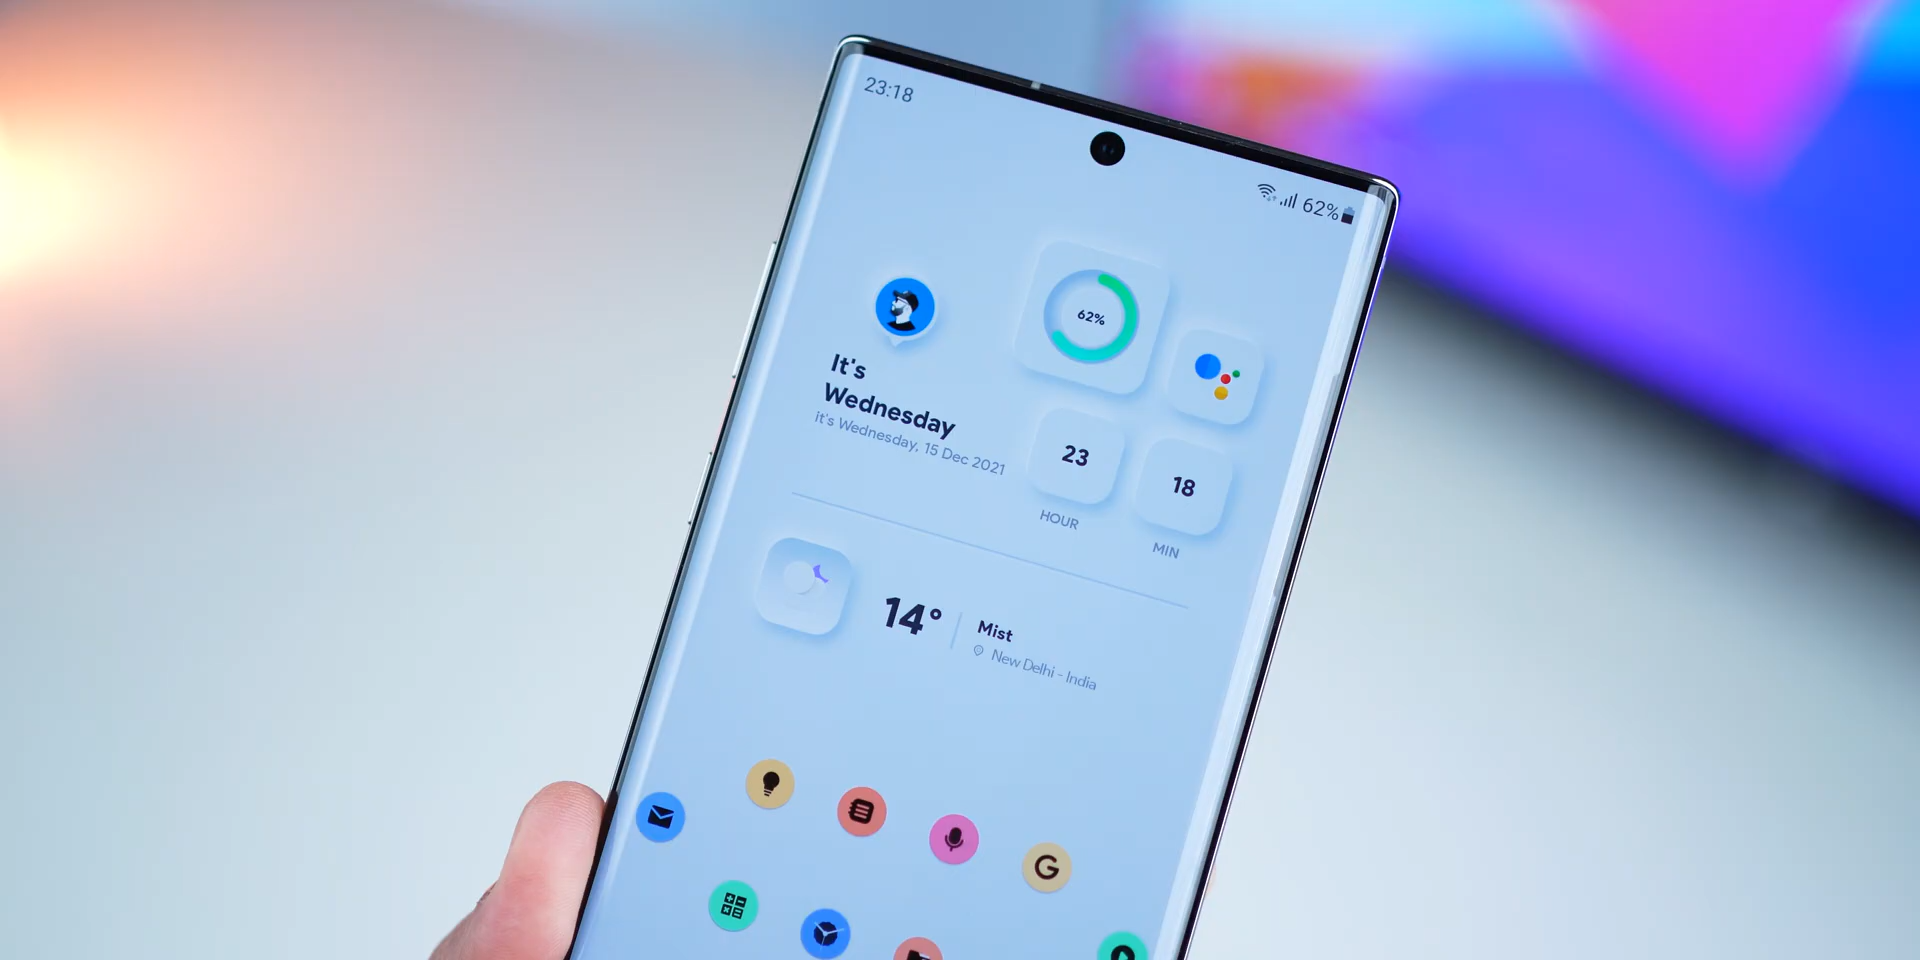 23:18
62%
62%
It's
Wednesday
it's Wednesday, 15 Dec 2021
23
18
HOUR
MIN
14°
Mist
New Delhi - India
G